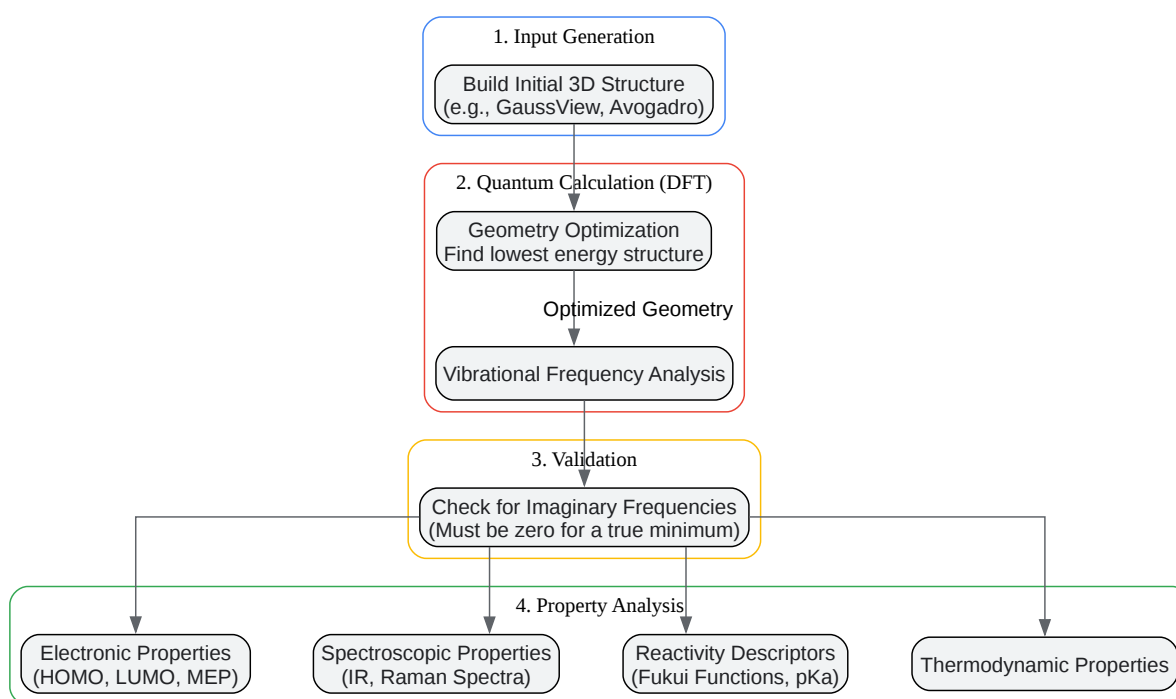 1. Input Generation
Build Initial 3D Structure
(e.g., GaussView, Avogadro)
2. Quantum Calculation (DFT)
Geometry Optimization
Find lowest energy structure
Optimized Geometry
Vibrational Frequency Analysis
3. Validation
Check for Imaginary Frequencies
(Must be zero for a true minimum)
4. Property Analysis
Electronic Properties
(HOMO, LUMO, MEP)
Spectroscopic Properties
(IR, Raman Spectra)
Reactivity Descriptors
(Fukui Functions, pKa)
Thermodynamic Properties